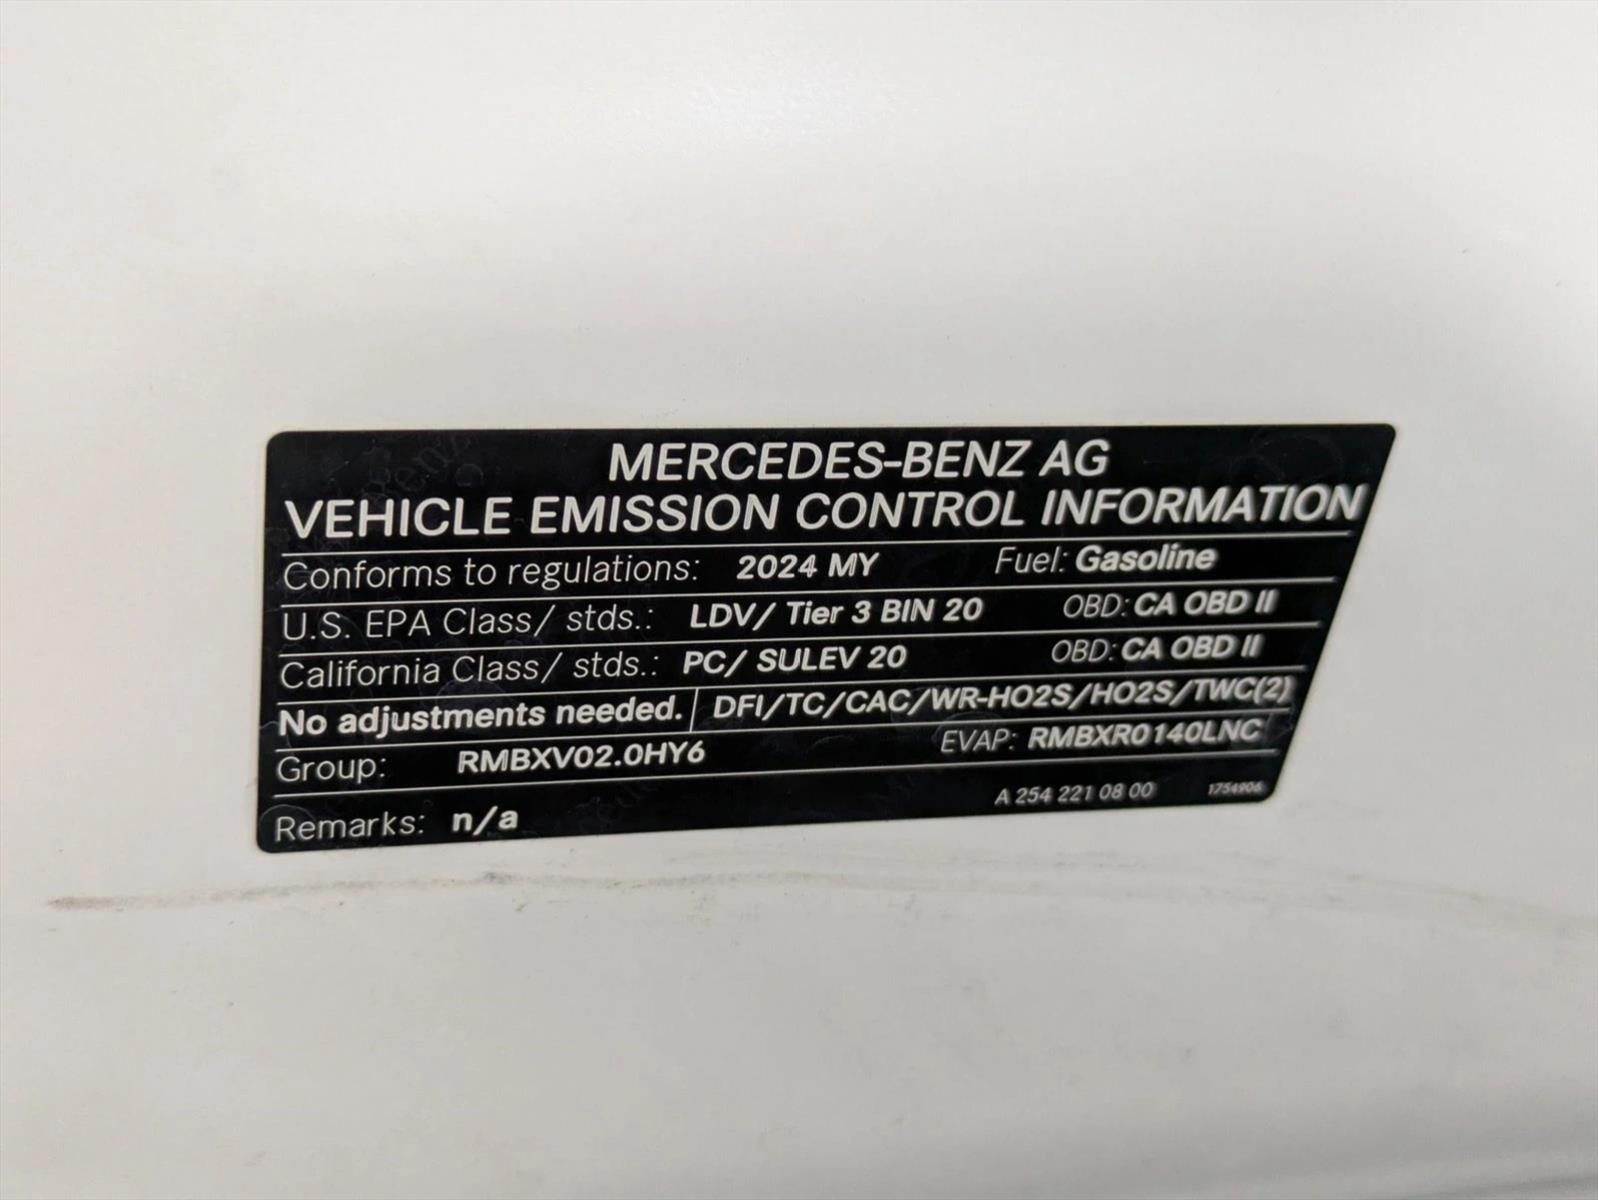 MERCEDES-BENZ AG
VEHICLE EMISSION CONTROL INFORMATION
Conforms to regulations: 2024 MY Fuel: Gasoline
U.S. EPA Class/ stds.: LDV/ Tier 3 BIN 20 OBD: CA OBD II
California Class/ stds.: PC/ SULEV 20 OBD: CA OBD II
No adjustments needed. DFI/TC/CAC/WR-HO2S/HO2S/TWC(2)
Group: RMBXV02.0HY6 EVAP: RMBXR0140LNC
A 254 221 08 00 1754906
Remarks: n/a